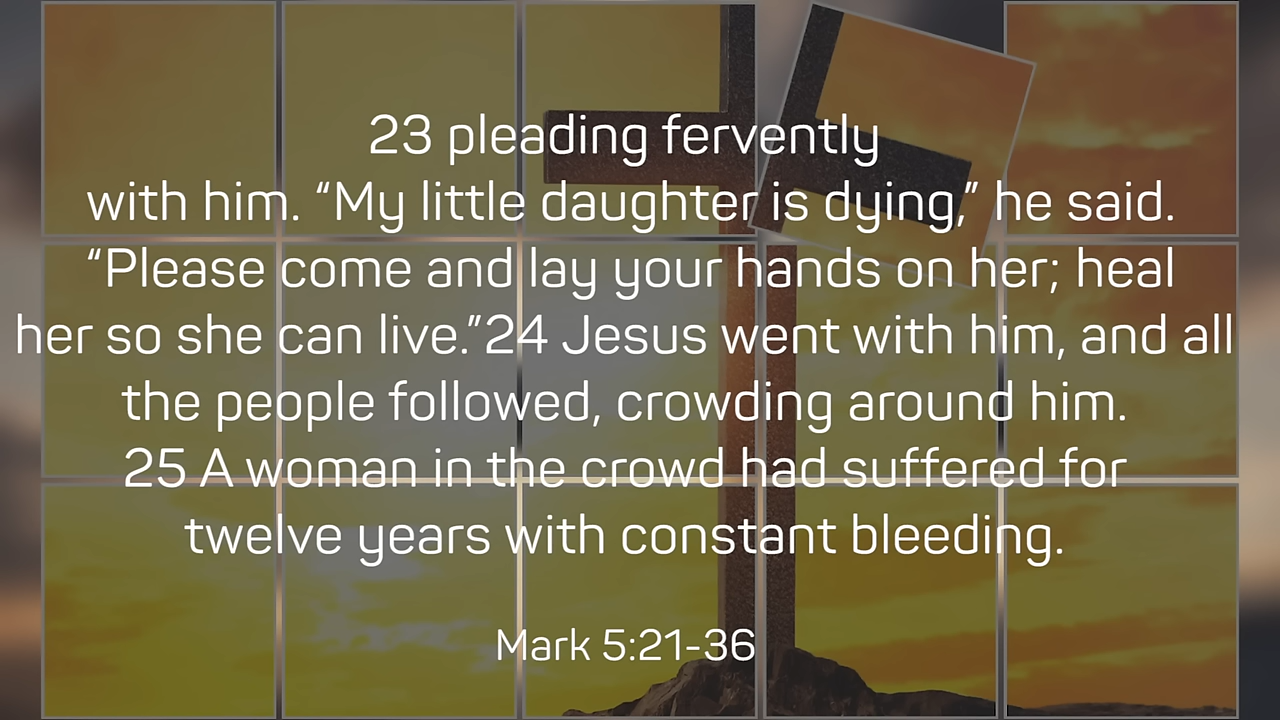 23 pleading fervently
with him. “My little daughter is dying,” he said.
“Please come and lay your hands on her; heal
her so she can live.”24 Jesus went with him, and all
the people followed, crowding around him.
25 A woman in the crowd had suffered for
twelve years with constant bleeding.
Mark 5:21-36